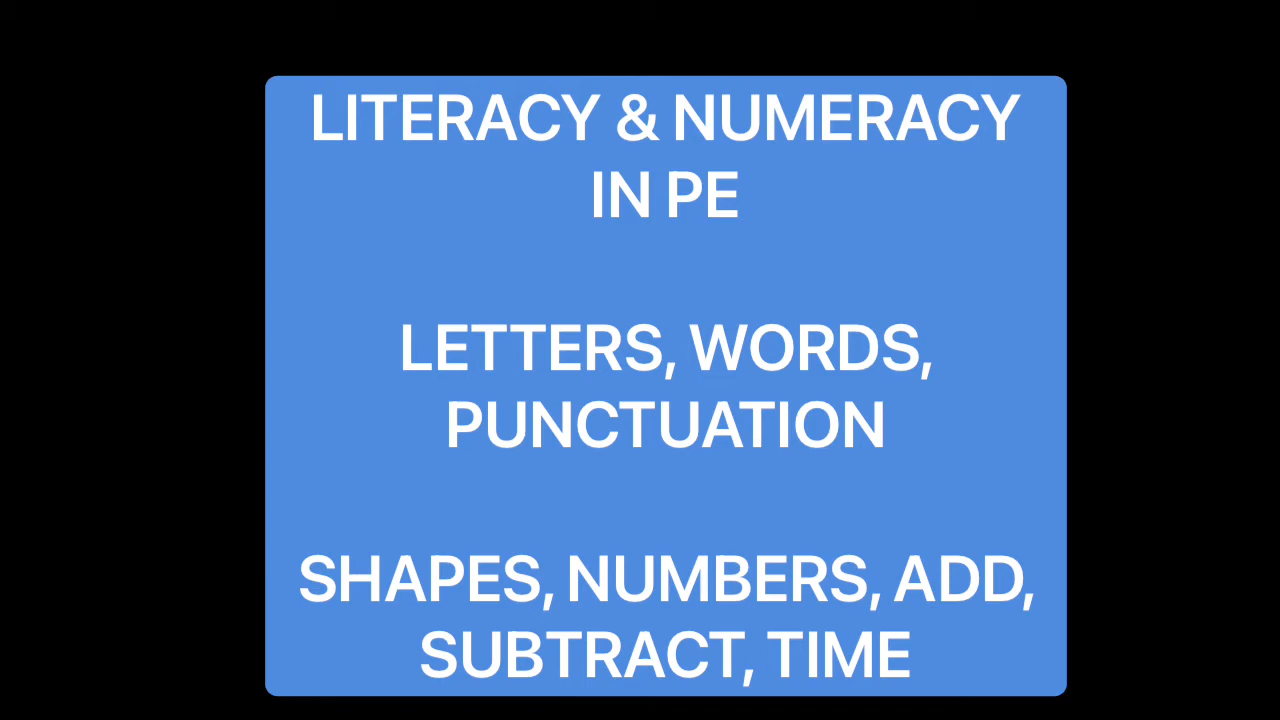 LITERACY & NUMERACY
IN PE
LETTERS, WORDS,
PUNCTUATION
SHAPES, NUMBERS, ADD,
SUBTRACT, TIME